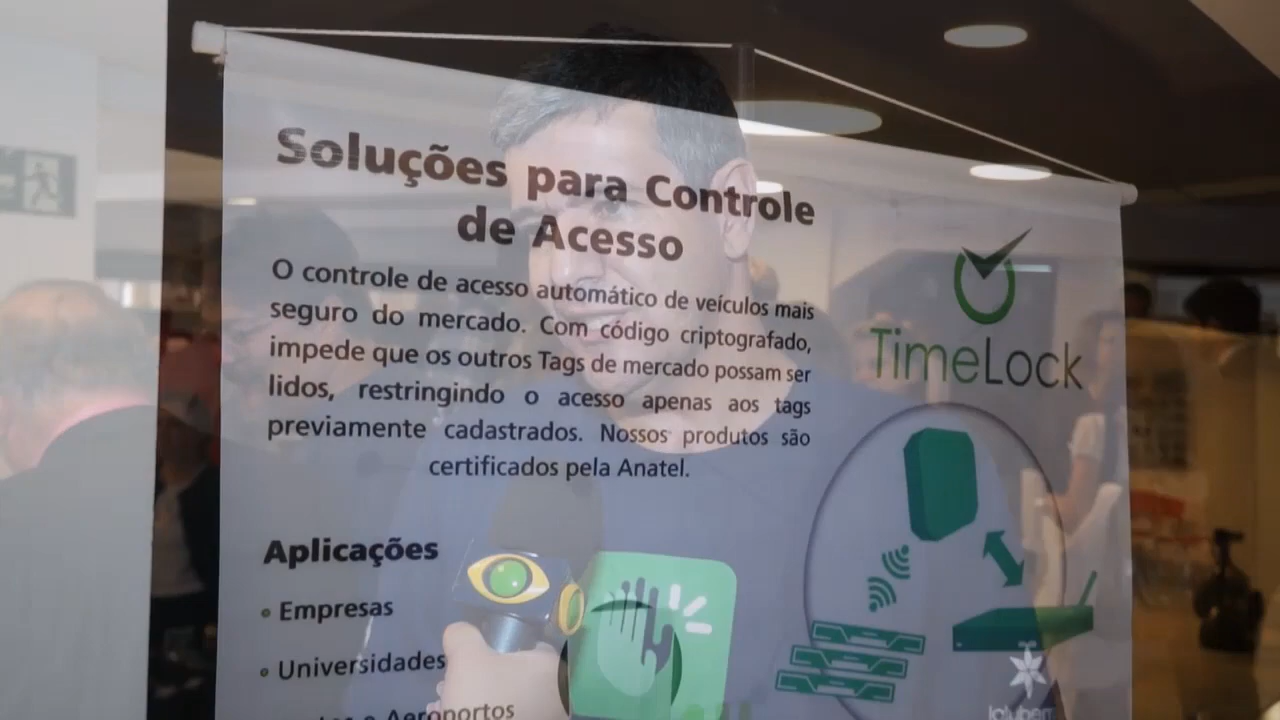 Soluções para Controle
de Acesso
O controle de acesso automático de veículos mais
seguro do mercado. Com código criptografado,
impede que os outros Tags de mercado possam ser
lidos, restringindo o acesso apenas aos tags
previamente cadastrados. Nossos produtos são
certificados pela Anatel.
TimeLock
Aplicações
• Empresas
• Universidades
e Aeroportos